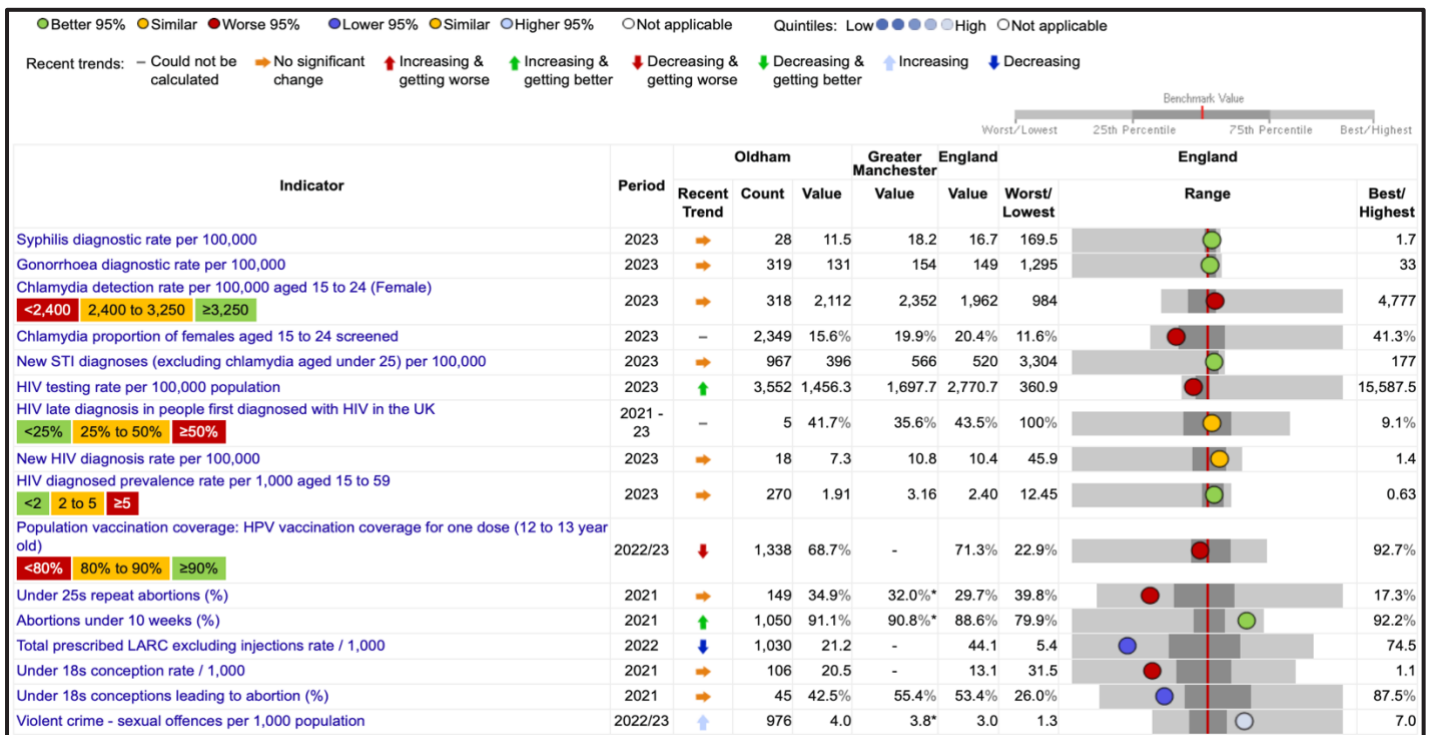 Better 95% Similar Worse 95% Lower 95% Similar Higher 95% Not applicable Quintiles: Low High Not applicable
Recent trends: – Could not be calculated No significant change Increasing & getting worse Increasing & getting better Decreasing & getting worse Decreasing & getting better Increasing Decreasing
Benchmark Value
Worst/Lowest 25th Percentile 75th Percentile Best/Highest
Indicator Period Oldham Greater Manchester England England
Recent Trend Count Value Value Value Worst/Lowest Range Best/Highest
Syphilis diagnostic rate per 100,000 2023 28 11.5 18.2 16.7 169.5 1.7
Gonorrhoea diagnostic rate per 100,000 2023 319 131 154 149 1,295 33
Chlamydia detection rate per 100,000 aged 15 to 24 (Female)
<2,400 2,400 to 3,250 ≥3,250 2023 318 2,112 2,352 1,962 984 4,777
Chlamydia proportion of females aged 15 to 24 screened 2023 – 2,349 15.6% 19.9% 20.4% 11.6% 41.3%
New STI diagnoses (excluding chlamydia aged under 25) per 100,000 2023 967 396 566 520 3,304 177
HIV testing rate per 100,000 population 2023 3,552 1,456.3 1,697.7 2,770.7 360.9 15,587.5
HIV late diagnosis in people first diagnosed with HIV in the UK
<25% 25% to 50% ≥50% 2021 - 23 – 5 41.7% 35.6% 43.5% 100% 9.1%
New HIV diagnosis rate per 100,000 2023 18 7.3 10.8 10.4 45.9 1.4
HIV diagnosed prevalence rate per 1,000 aged 15 to 59
<2 2 to 5 ≥5 2023 270 1.91 3.16 2.40 12.45 0.63
Population vaccination coverage: HPV vaccination coverage for one dose (12 to 13 year
old) 2022/23 1,338 68.7% - 71.3% 22.9% 92.7%
<80% 80% to 90% ≥90%
Under 25s repeat abortions (%) 2021 149 34.9% 32.0%* 29.7% 39.8% 17.3%
Abortions under 10 weeks (%) 2021 1,050 91.1% 90.8%* 88.6% 79.9% 92.2%
Total prescribed LARC excluding injections rate / 1,000 2022 1,030 21.2 - 44.1 5.4 74.5
Under 18s conception rate / 1,000 2021 106 20.5 - 13.1 31.5 1.1
Under 18s conceptions leading to abortion (%) 2021 45 42.5% 55.4% 53.4% 26.0% 87.5%
Violent crime - sexual offences per 1,000 population 2022/23 976 4.0 3.8* 3.0 1.3 7.0